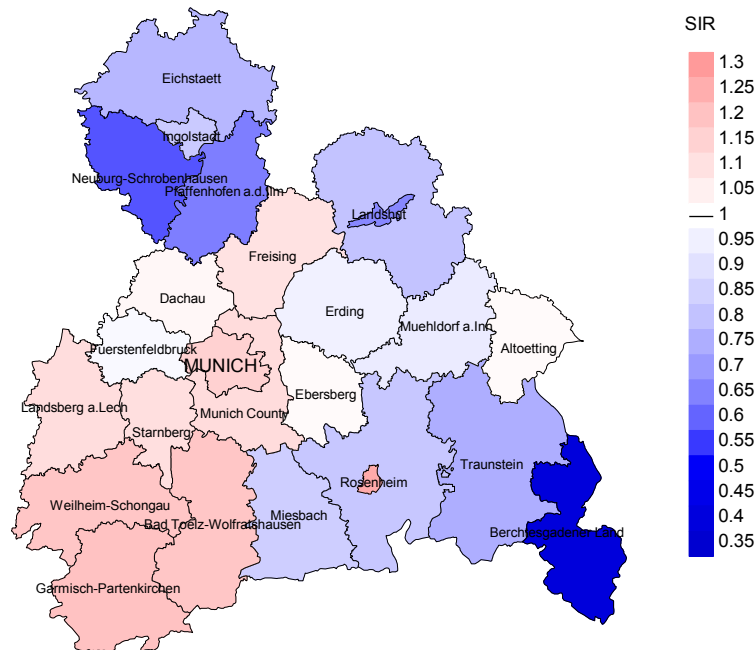 SIR
1.3
1.25
1.2
1.15
1.1
1.05
1
0.95
0.9
0.85
0.8
0.75
0.7
0.65
0.6
0.55
0.5
0.45
0.4
0.35
Eichstaett
Ingolstadt
Neuburg-Schrobenhausen
Pfaffenhofen a.d.Ilm
Landshut
Freising
Dachau
Erding
Muehldorf a.Inn
Altoetting
Fuerstenfeldbruck
MUNICH
Ebersberg
Landsberg a.Lech
Munich County
Starnberg
Traunstein
Rosenheim
Weilheim-Schongau
Miesbach
Bad Toelz-Wolfratshausen
Berchtesgadener Land
Garmisch-Partenkirchen